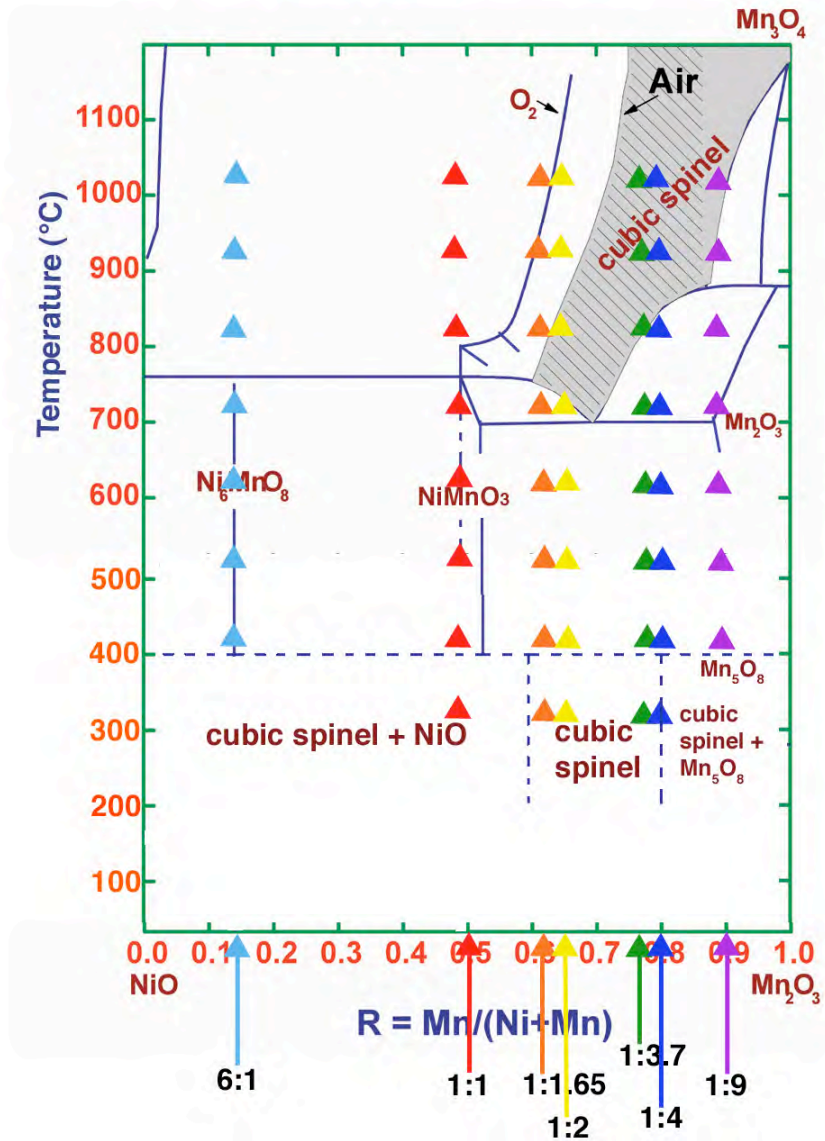 Mn3O4
1100
1000
900
800
700
600
500
400
300
200
100
Temperature (°C)
O2
Air
cubic spinel
Mn2O3
Ni6MnO8
NiMnO3
Mn5O8
cubic spinel + NiO
cubic
spinel
cubic
spinel +
Mn5O8
0.0 0.1 0.2 0.3 0.4 0.5 0.6 0.7 0.8 0.9 1.0
NiO
Mn2O3
R = Mn/(Ni+Mn)
6:1
1:1
1:1.65
1:2
1:3.7
1:4
1:9